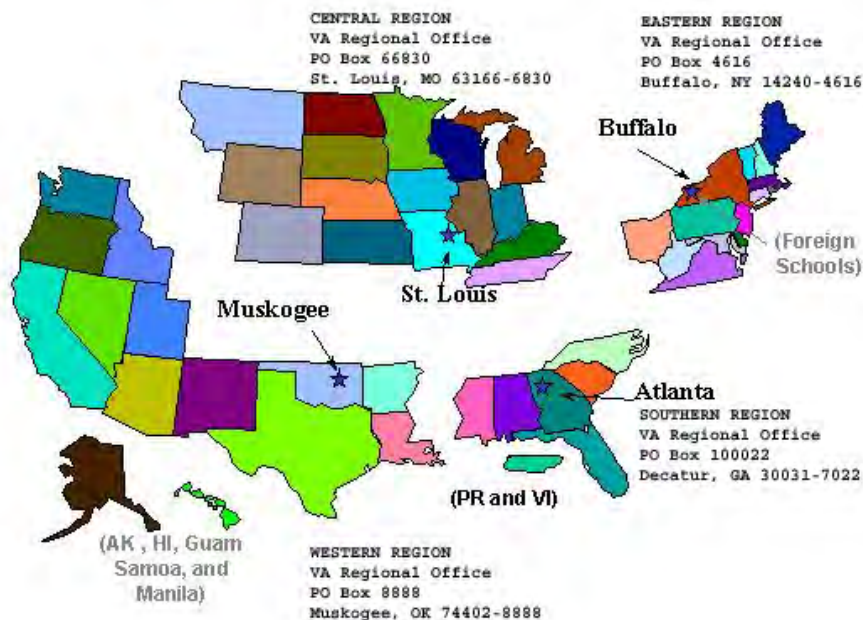 CENTRAL REGION
VA Regional Office
PO Box 66830
St. Louis, MO 63166-6830
EASTERN REGION
VA Regional Office
PO Box 4616
Buffalo, NY 14240-4616
Buffalo
(Foreign
Schools)
St. Louis
Muskogee
Atlanta
SOUTHERN REGION
VA Regional Office
PO Box 100022
Decatur, GA 30031-7022
(PR and VI)
(AK , HI, Guam
Samoa, and
Manila)
WESTERN REGION
VA Regional Office
PO Box 8888
Muskogee, OK 74402-8888